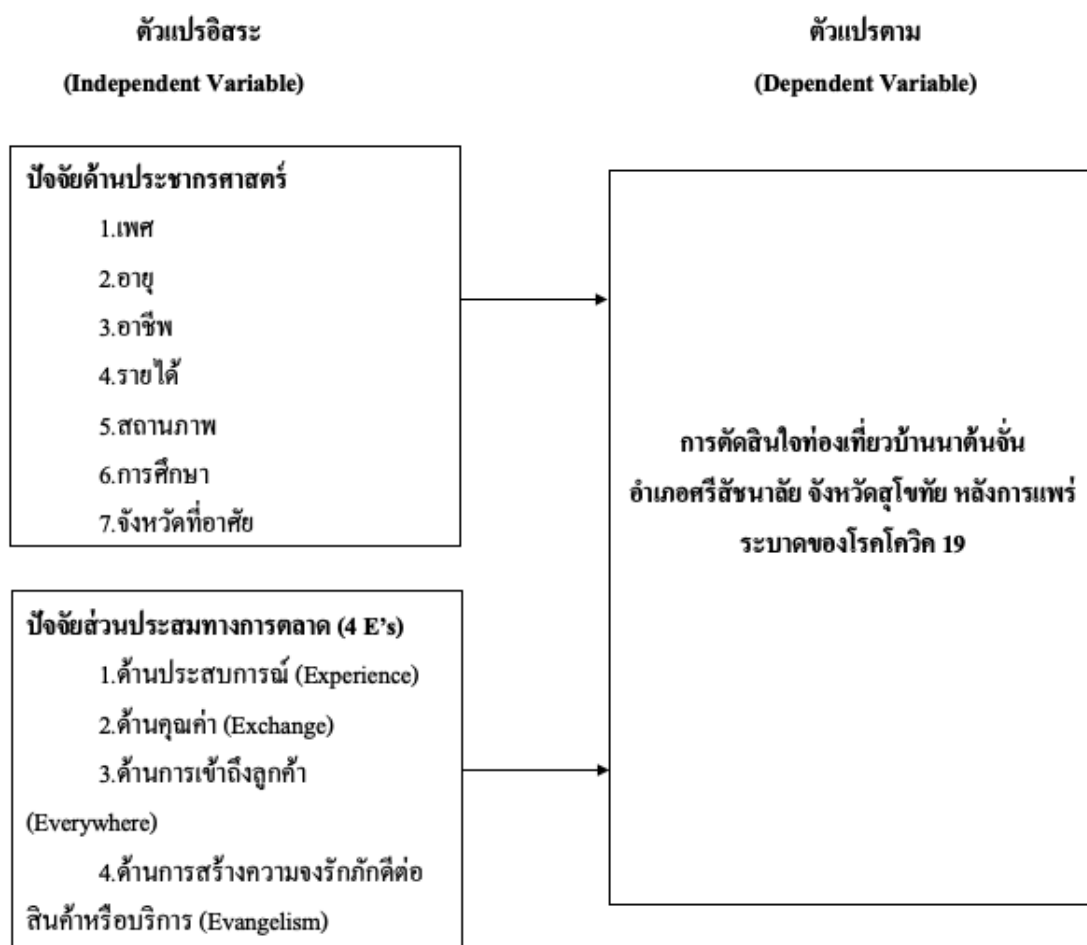 ตัวแปรอิสระ
(Independent Variable)
ตัวแปรตาม
(Dependent Variable)
ปัจจัยด้านประชากรศาสตร์
1.เพศ
2.อายุ
3.อาชีพ
4.รายได้
5.สถานภาพ
6.การศึกษา
7.จังหวัดที่อาศัย
ปัจจัยส่วนประสมทางการตลาด (4 E’s)
1.ด้านประสบการณ์ (Experience)
2.ด้านคุณค่า (Exchange)
3.ด้านการเข้าถึงลูกค้า
(Everywhere)
4.ด้านการสร้างความจงรักภักดีต่อ
สินค้าหรือบริการ (Evangelism)
การตัดสินใจท่องเที่ยวบ้านนาต้นจั่น
อำเภอศรีสัชนาลัย จังหวัดสุโขทัย หลังการแพร่
ระบาดของโรคโควิด 19